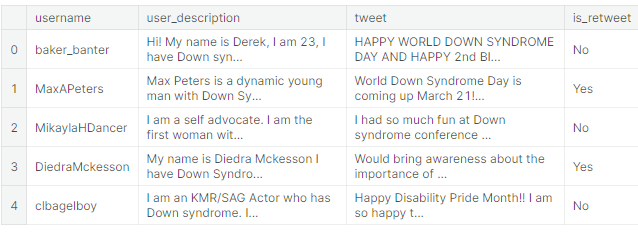 username user_description tweet is_retweet
0 baker_banter Hi! My name is Derek, I am 23, I HAPPY WORLD DOWN SYNDROME No
have Down syn... DAY AND HAPPY 2nd BI...
1 MaxAPeters Max Peters is a dynamic young World Down Syndrome Day is Yes
man with Down Sy... coming up March 21!...
2 MikaylaHDancer I am a self advocate. I am the I had so much fun at Down No
first woman wit... syndrome conference ...
3 DiedraMckesson My name is Diedra Mckesson I Would bring awareness about the Yes
have Down Syndro... importance of ...
4 clbagelboy I am an KMR/SAG Actor who has Happy Disability Pride Month!! I am No
Down syndrome. I... so happy t...